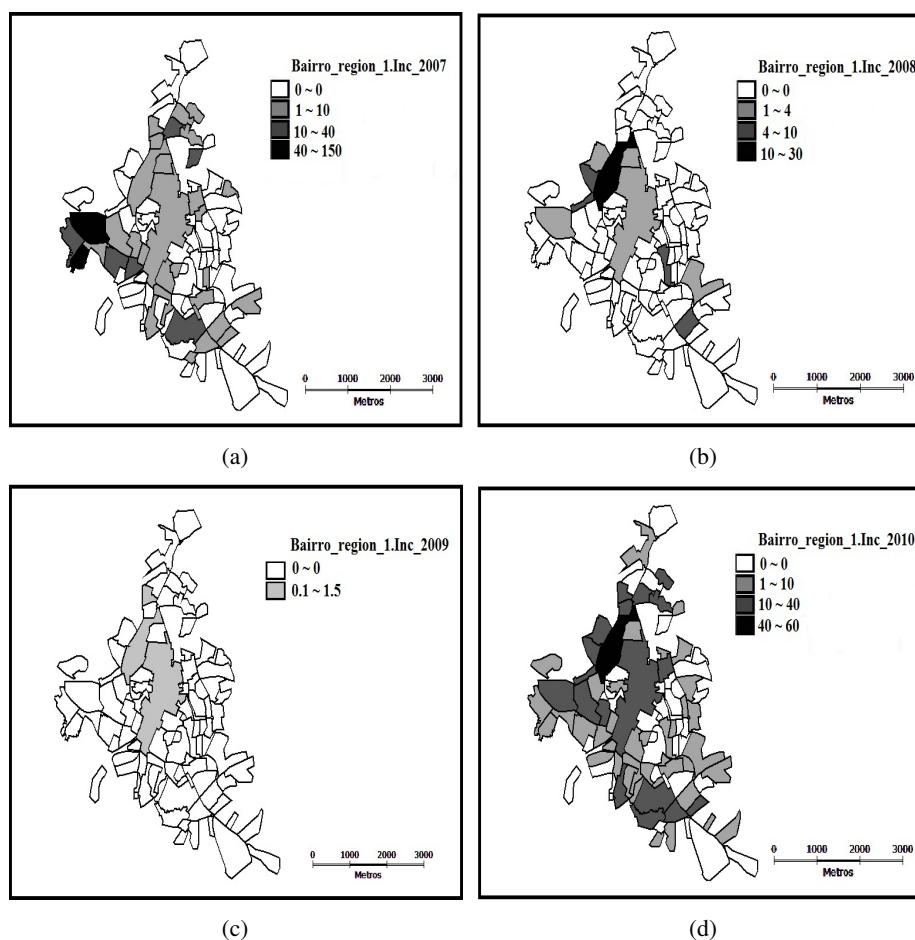 Bairro_region_1.Inc_2007
0 ~ 0
1 ~ 10
10 ~ 40
40 ~ 150
0 1000 2000 3000
Metros
(a)
Bairro_region_1.Inc_2008
0 ~ 0
1 ~ 4
4 ~ 10
10 ~ 30
0 1000 2000 3000
Metros
(b)
Bairro_region_1.Inc_2009
0 ~ 0
0.1 ~ 1.5
0 1000 2000 3000
Metros
(c)
Bairro_region_1.Inc_2010
0 ~ 0
1 ~ 10
10 ~ 40
40 ~ 60
0 1000 2000 3000
Metros
(d)